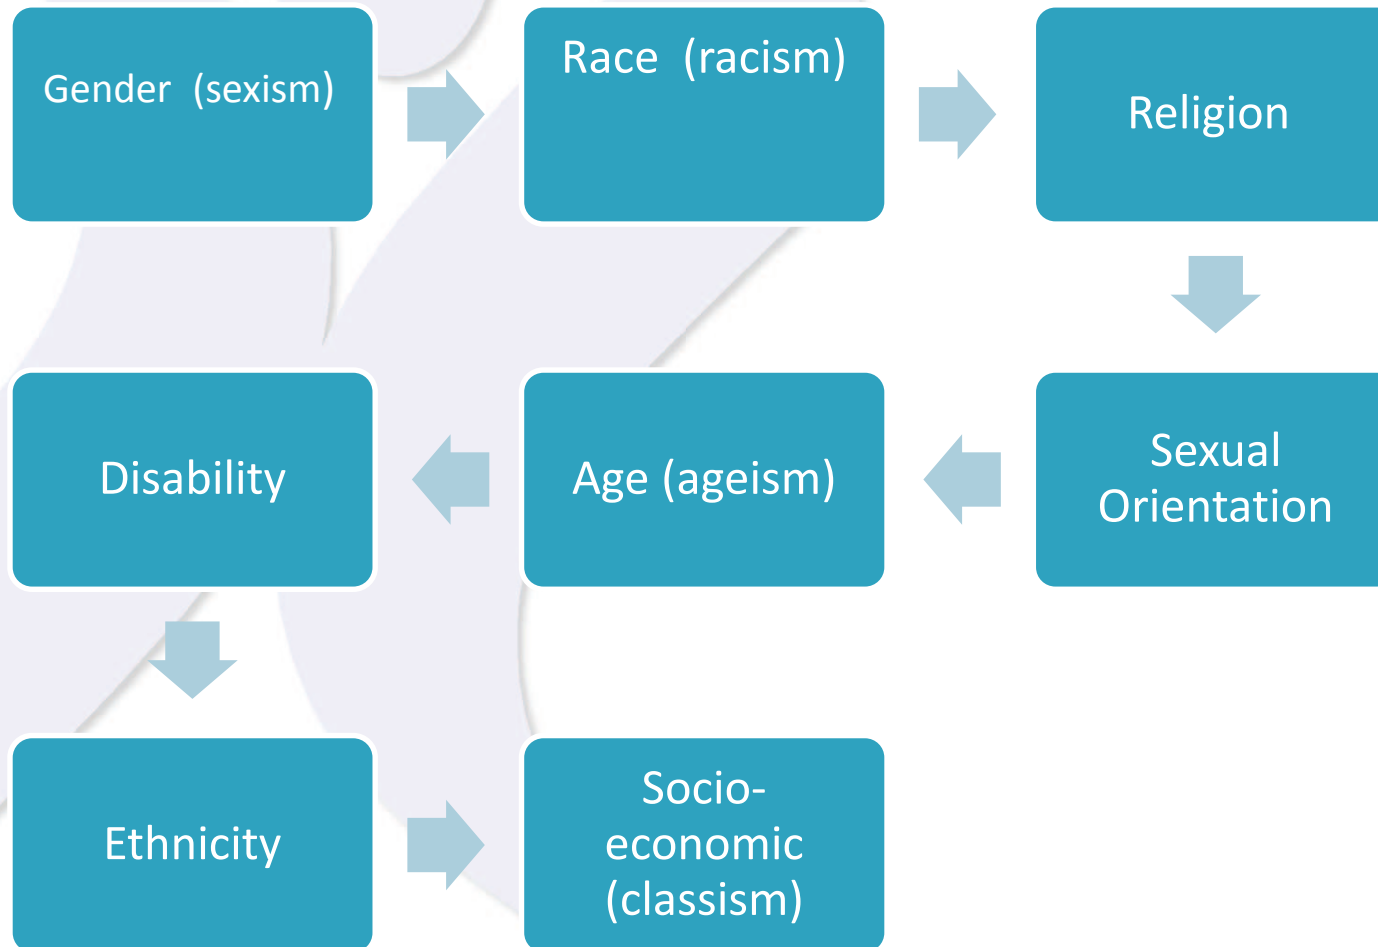 Gender  (sexism)
Race  (racism)
Religion
Sexual
Orientation
Age (ageism)
Disability
Ethnicity
Socio-
economic
(classism)